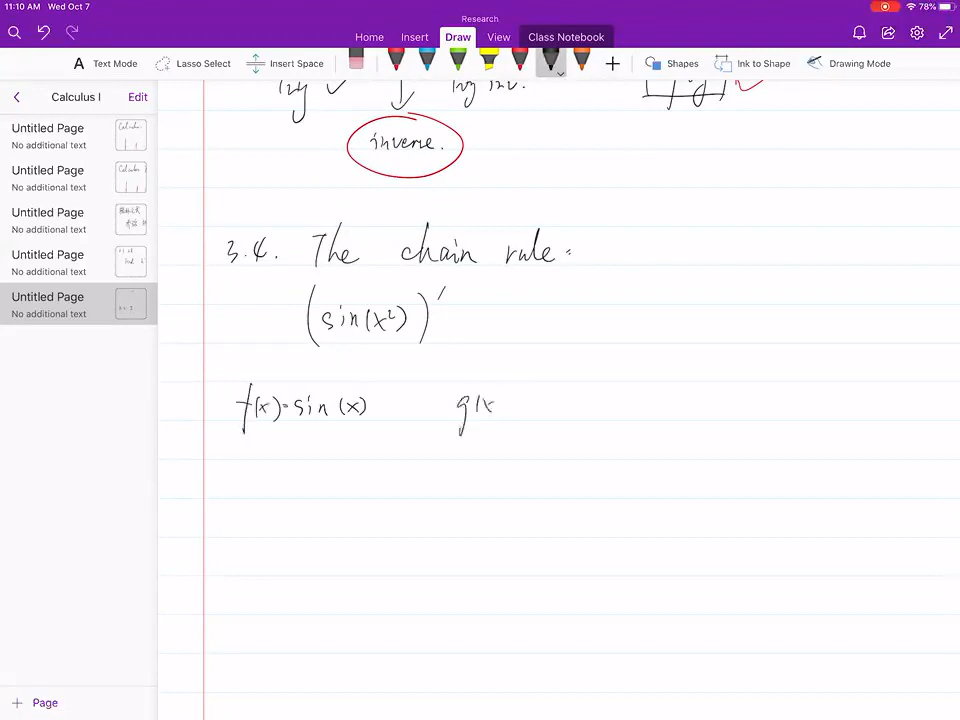 11:10 AM Wed Oct 7
78%
Research
Home Insert Draw View Class Notebook
Text Mode Lasso Select Insert Space Shapes Ink to Shape Drawing Mode
Calculus I Edit
Untitled Page
No additional text
Untitled Page
No additional text
Untitled Page
No additional text
Untitled Page
No additional text
Untitled Page
No additional text
Page
inverse.
3.4. The chain rule:
(sin(x²))′
f(x)=sin(x) g(x